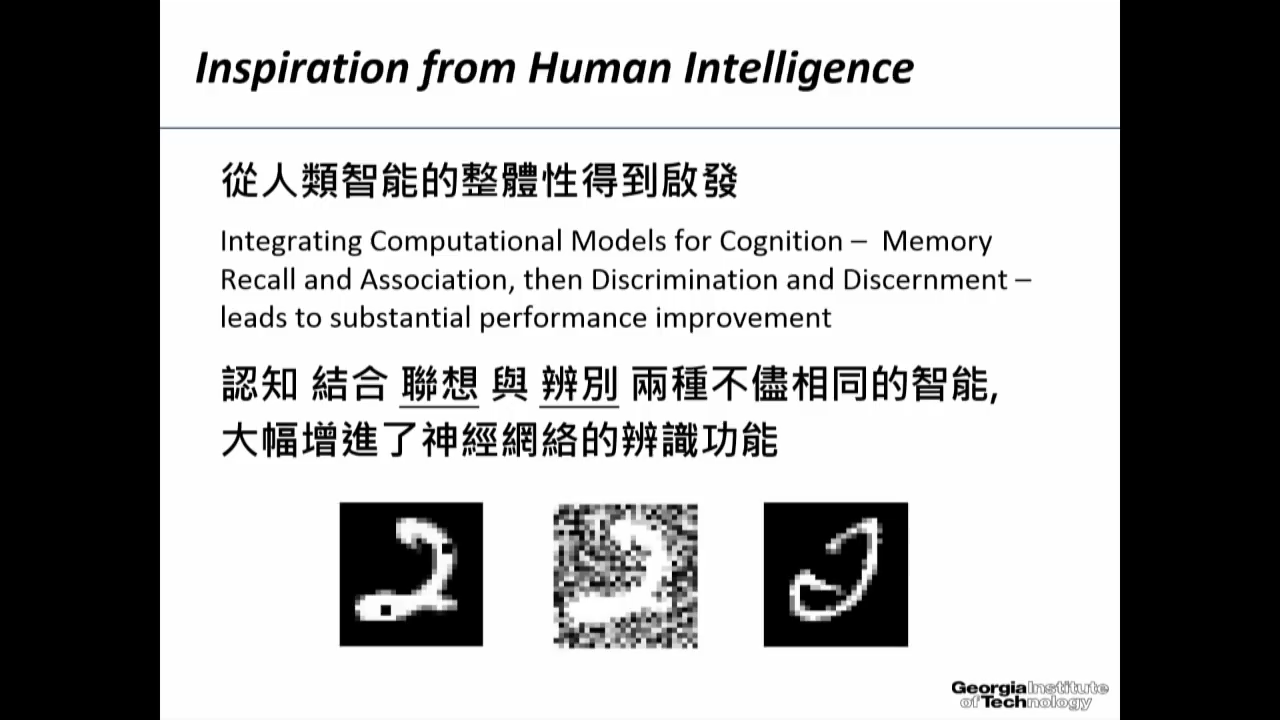 Inspiration from Human Intelligence
從人類智能的整體性得到啟發
Integrating Computational Models for Cognition – Memory
Recall and Association, then Discrimination and Discernment –
leads to substantial performance improvement
認知 結合 聯想 與 辨別 兩種不儘相同的智能,
大幅增進了神經網絡的辨識功能
Georgia Institute
of Technology